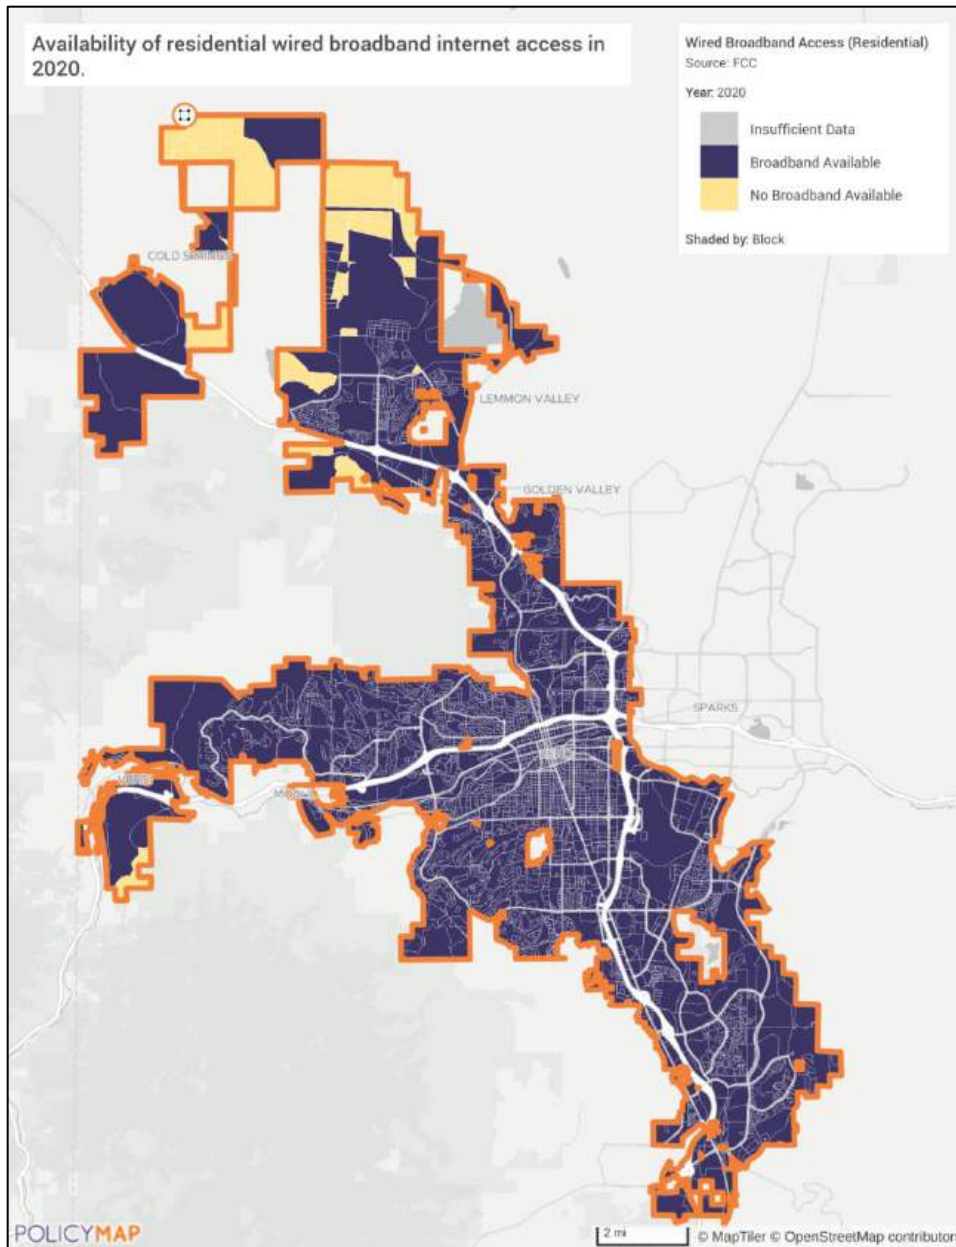 Availability of residential wired broadband internet access in
2020.
Wired Broadband Access (Residential)
Source: FCC
Year: 2020
Insufficient Data
Broadband Available
No Broadband Available
Shaded by: Block
COLD SPRINGS
LEMMON VALLEY
GOLDEN VALLEY
SPARKS
VERDI
POLICYMAP
2 mi
© MapTiler © OpenStreetMap contributors